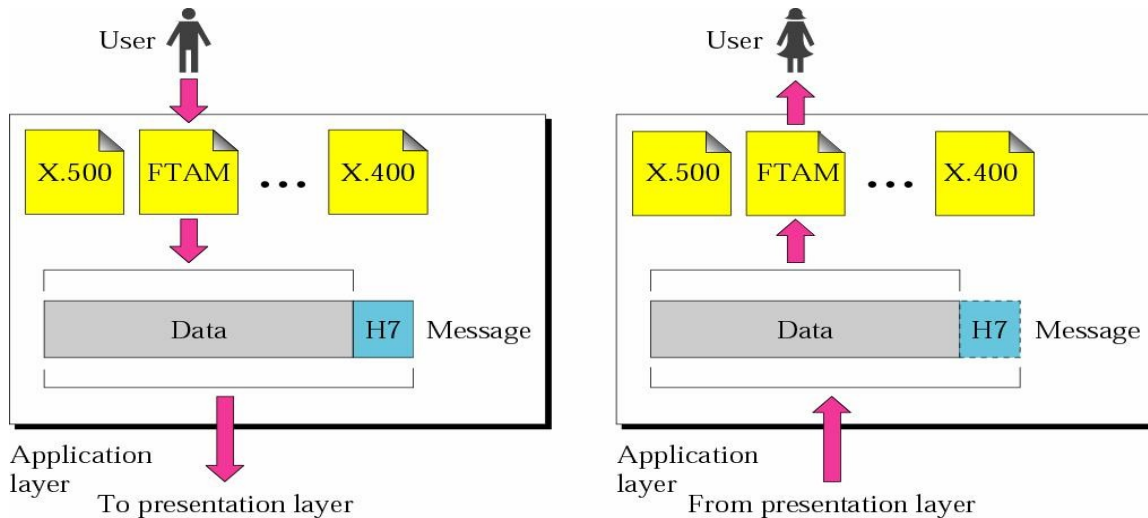 User
X.500 FTAM ... X.400
Data H7 Message
Application
layer
To presentation layer
User
X.500 FTAM ... X.400
Data H7 Message
Application
layer
From presentation layer